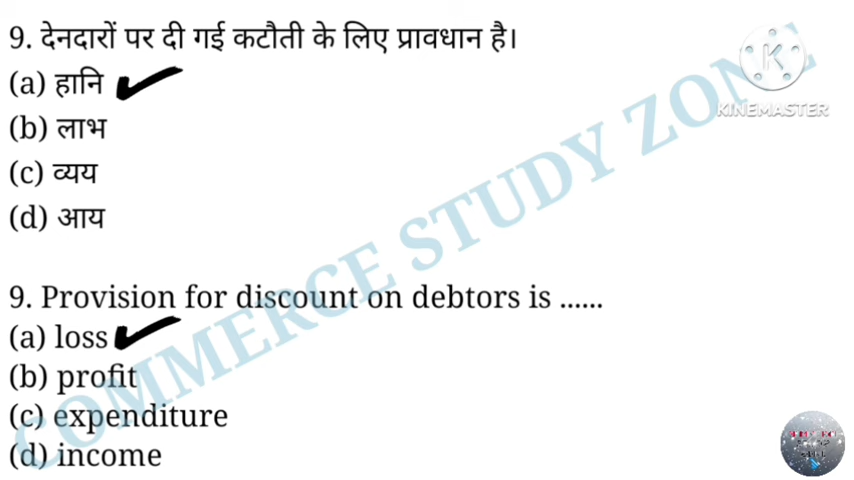 9. देनदारों पर दी गई कटौती के लिए प्रावधान है।
(a) हानि
(b) लाभ
(c) व्यय
(d) आय
9. Provision for discount on debtors is ......
(a) loss
(b) profit
(c) expenditure
(d) income
COMMERCE STUDY ZONE
K
KINEMASTER